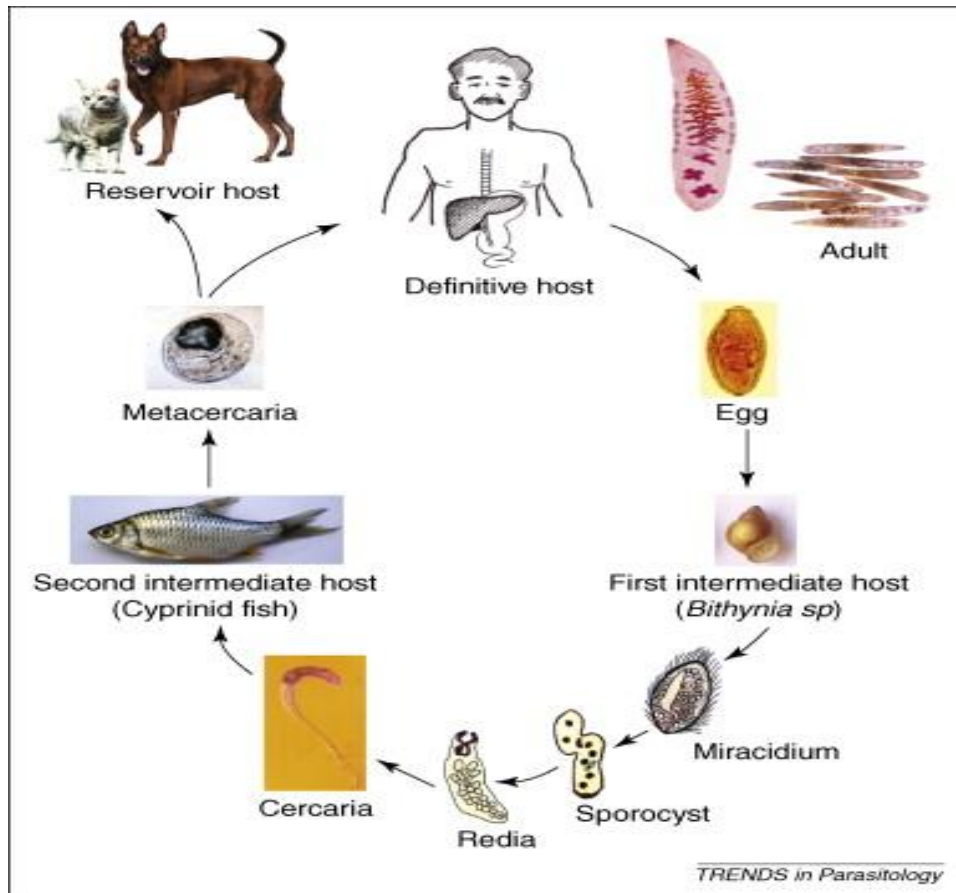 Reservoir host
Definitive host
Adult
Metacercaria
Egg
Second intermediate host
(Cyprinid fish)
First intermediate host
(Bithynia sp)
Miracidium
Sporocyst
Redia
Cercaria
TRENDS in Parasitology